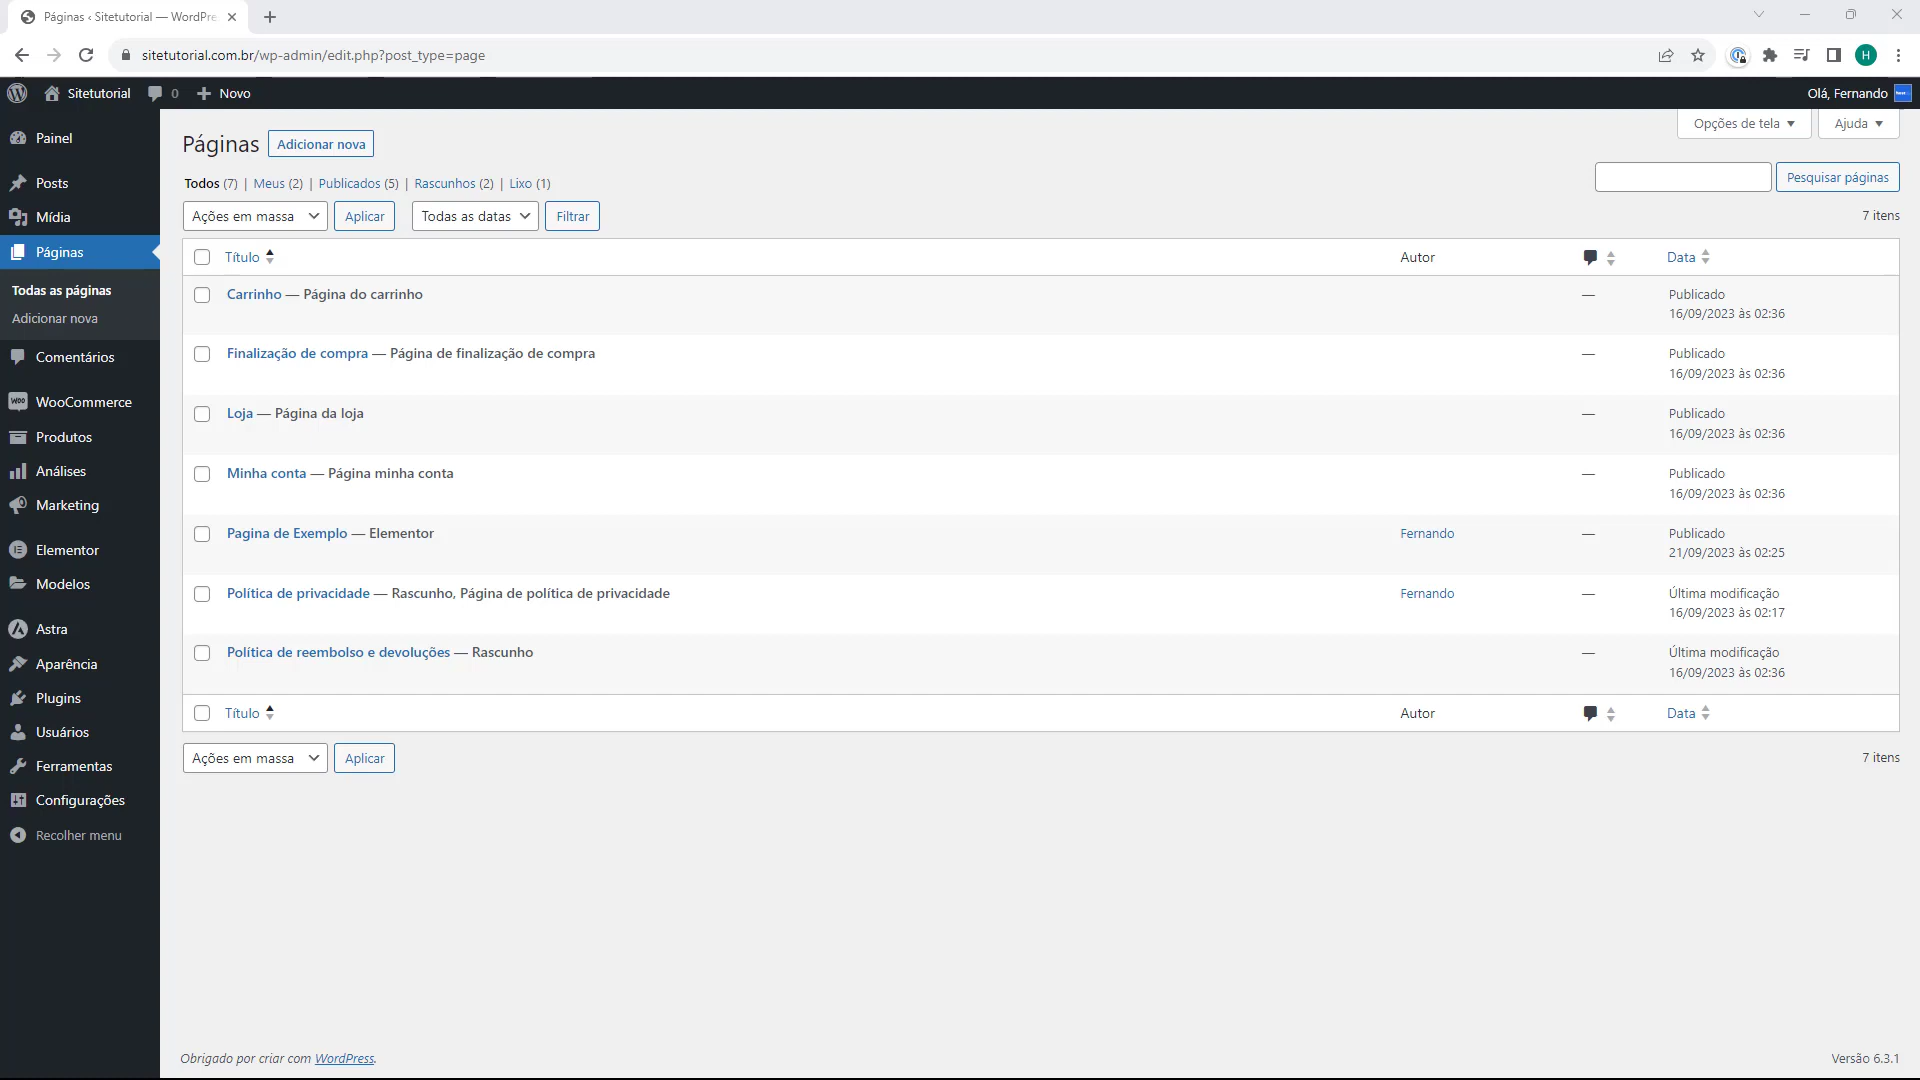 Páginas ‹ Sitetutorial — WordPre
sitetutorial.com.br/wp-admin/edit.php?post_type=page
H
Sitetutorial 0 Novo
Olá, Fernando
Painel
Posts
Mídia
Páginas
Todas as páginas
Adicionar nova
Comentários
WooCommerce
Produtos
Análises
Marketing
Elementor
Modelos
Astra
Aparência
Plugins
Usuários
Ferramentas
Configurações
Recolher menu
Opções de tela ▼ Ajuda ▼
Páginas Adicionar nova
Todos (7) | Meus (2) | Publicados (5) | Rascunhos (2) | Lixo (1)
Pesquisar páginas
Ações em massa Aplicar Todas as datas Filtrar
7 itens
Título Autor Data
Carrinho — Página do carrinho — Publicado
16/09/2023 às 02:36
Finalização de compra — Página de finalização de compra — Publicado
16/09/2023 às 02:36
Loja — Página da loja — Publicado
16/09/2023 às 02:36
Minha conta — Página minha conta — Publicado
16/09/2023 às 02:36
Pagina de Exemplo — Elementor Fernando — Publicado
21/09/2023 às 02:25
Política de privacidade — Rascunho, Página de política de privacidade Fernando — Última modificação
16/09/2023 às 02:17
Política de reembolso e devoluções — Rascunho — Última modificação
16/09/2023 às 02:36
Título Autor Data
Ações em massa Aplicar
7 itens
Obrigado por criar com WordPress.
Versão 6.3.1